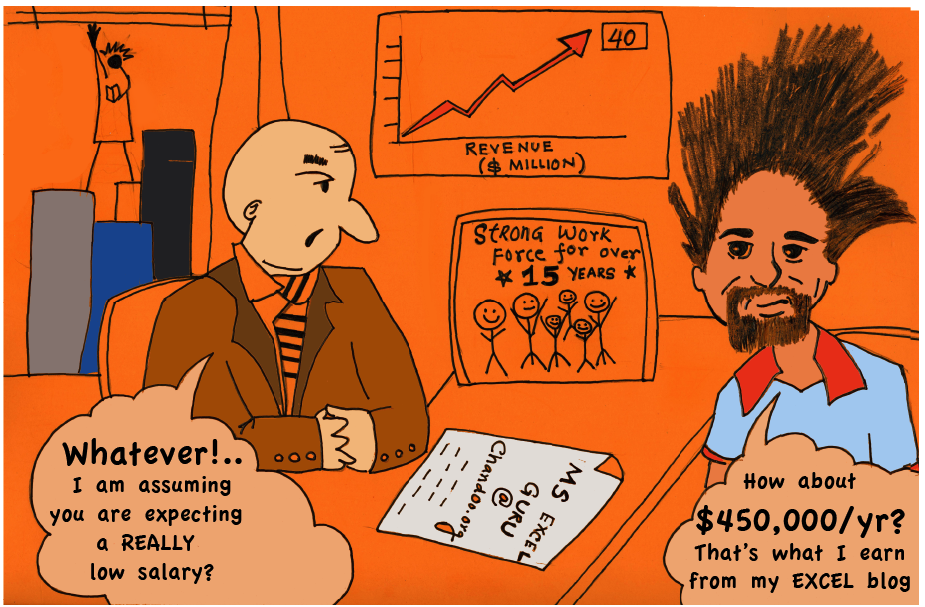 40
REVENUE
($ MILLION)
STRONG WORK
FORCE for over
★ 15 YEARS ★
MS EXCEL
GURU
@
Chandoo.org
Whatever!..
I am assuming
you are expecting
a REALLY
low salary?
How about
$450,000/yr?
That's what I earn
from my EXCEL blog